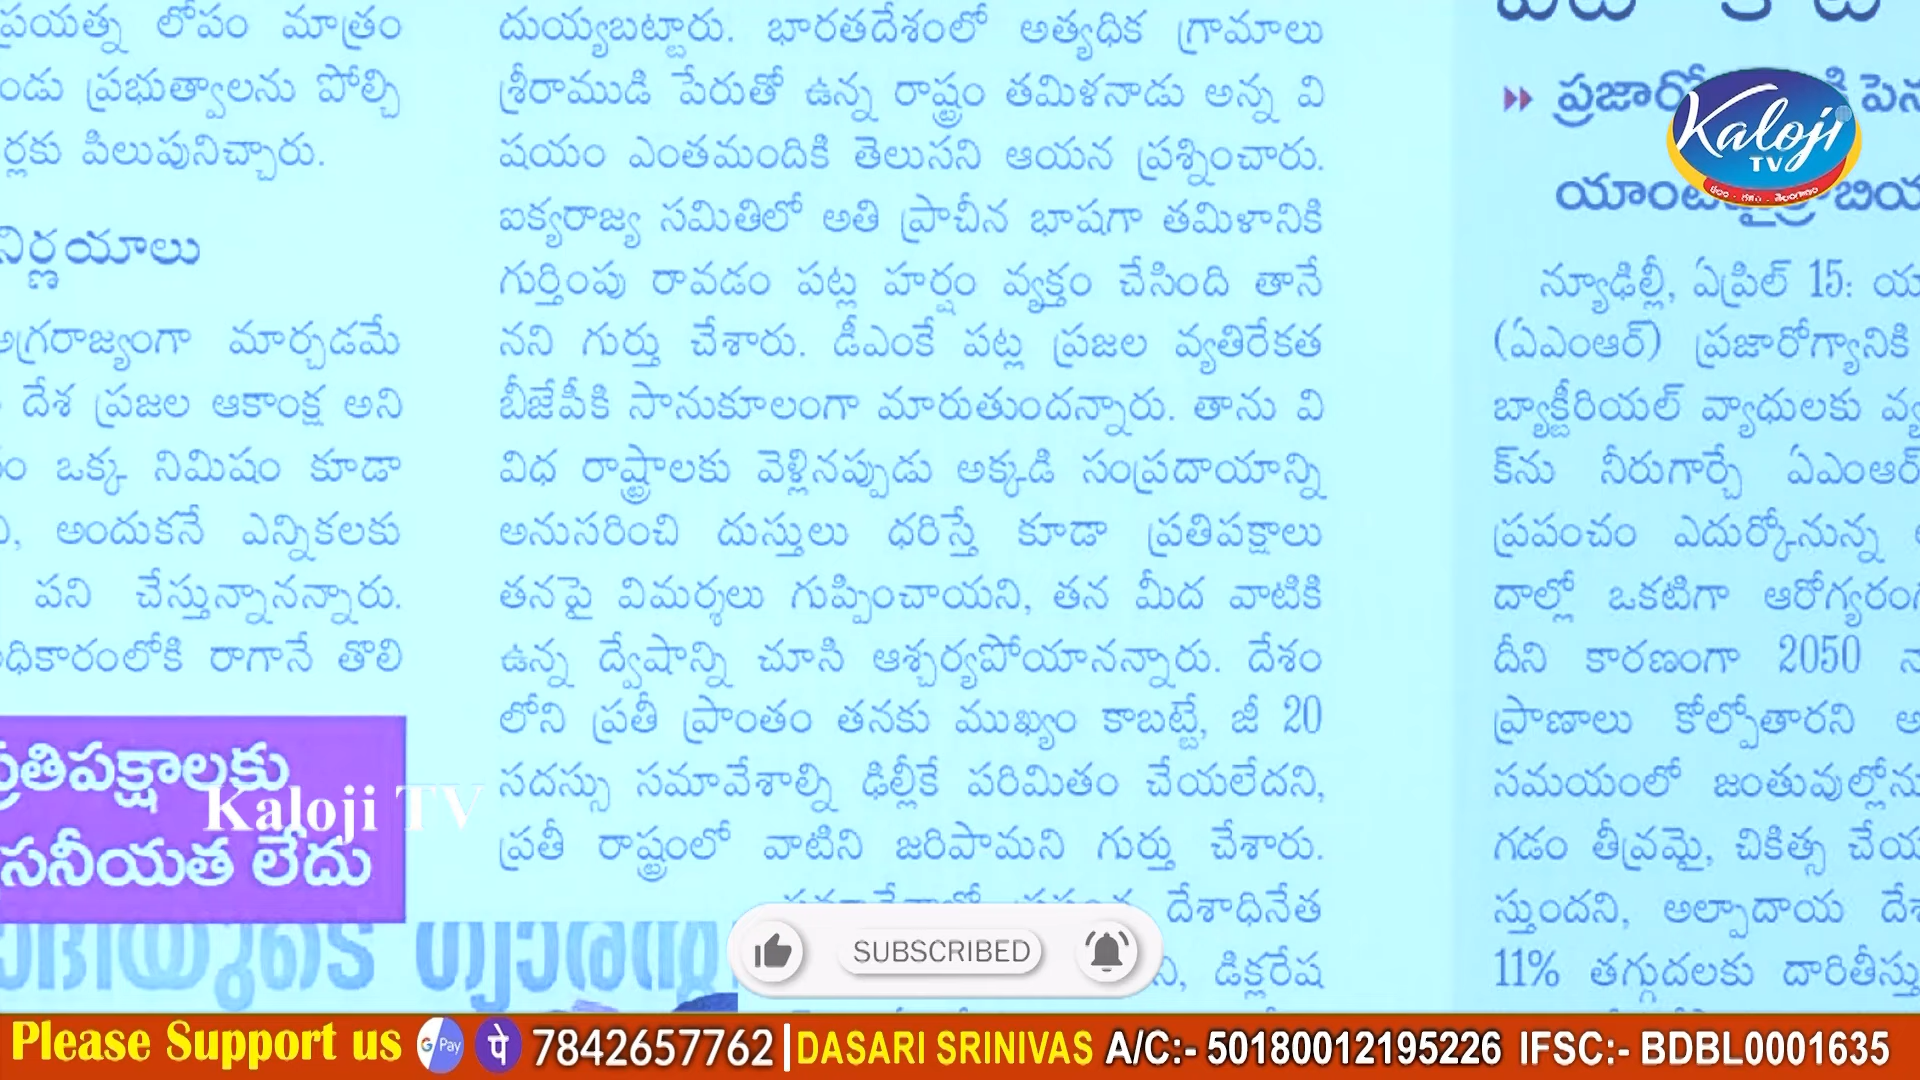 ప్రయత్న లోపం మాత్రం
ప్రభుత్వాలను పోల్చి
పిలుపునిచ్చారు.
నిర్ణయాలు
అగ్రరాజ్యంగా మార్చడమే
దేశ ప్రజల ఆకాంక్ష అని
ఒక్క నిమిషం కూడా
అందుకనే ఎన్నికలకు
పని చేస్తున్నానన్నారు.
రాగానే తొలి
ప్రతిపక్షాలకు
సనీయత లేదు
Kaloji TV
దుయ్యబట్టారు. భారతదేశంలో అత్యధిక గ్రామాలు
శ్రీరాముడి పేరుతో ఉన్న రాష్ట్రం తమిళనాడు అన్న వి
షయం ఎంతమందికి తెలుసని ఆయన ప్రశ్నించారు.
ఐక్యరాజ్య సమితిలో అతి ప్రాచీన భాషగా తమిళానికి
గుర్తింపు రావడం పట్ల హర్షం వ్యక్తం చేసింది తానే
నని గుర్తు చేశారు. డీఎంకే పట్ల ప్రజల వ్యతిరేకత
బీజేపీకి సానుకూలంగా మారుతుందన్నారు. తాను వి
విధ రాష్ట్రాలకు వెళ్లినప్పుడు అక్కడి సంప్రదాయాన్ని
అనుసరించి దుస్తులు ధరిస్తే కూడా ప్రతిపక్షాలు
తనపై విమర్శలు గుప్పించాయని, తన మీద వాటికి
ఉన్న ద్వేషాన్ని చూసి ఆశ్చర్యపోయానన్నారు. దేశం
లోని ప్రతీ ప్రాంతం తనకు ముఖ్యం కాబట్టే, జీ 20
సదస్సు సమావేశాల్ని ఢిల్లీకే పరిమితం చేయలేదని,
ప్రతీ రాష్ట్రంలో వాటిని జరిపామని గుర్తు చేశారు.
దేశాధినేత
డిక్లరేష
SUBSCRIBED
Kaloji
TV
న్యూఢిల్లీ, ఏప్రిల్ 15:
(ఏఎంఆర్) ప్రజారోగ్యానికి
బ్యాక్టీరియల్ వ్యాధులకు
క్‌ను నీరుగార్చే ఏఎంఆర్
ప్రపంచం ఎదుర్కోనున్న
దాల్లో ఒకటిగా
దీని కారణంగా 2050
ప్రాణాలు కోల్పోతారని
సమయంలో
గడం తీవ్రమై, చికిత్స
స్తుందని, అల్పాదాయ
11% తగ్గుదలకు
Please Support us G Pay పే 7842657762 | DASARI SRINIVAS A/C:- 50180012195226 IFSC:- BDBL0001635